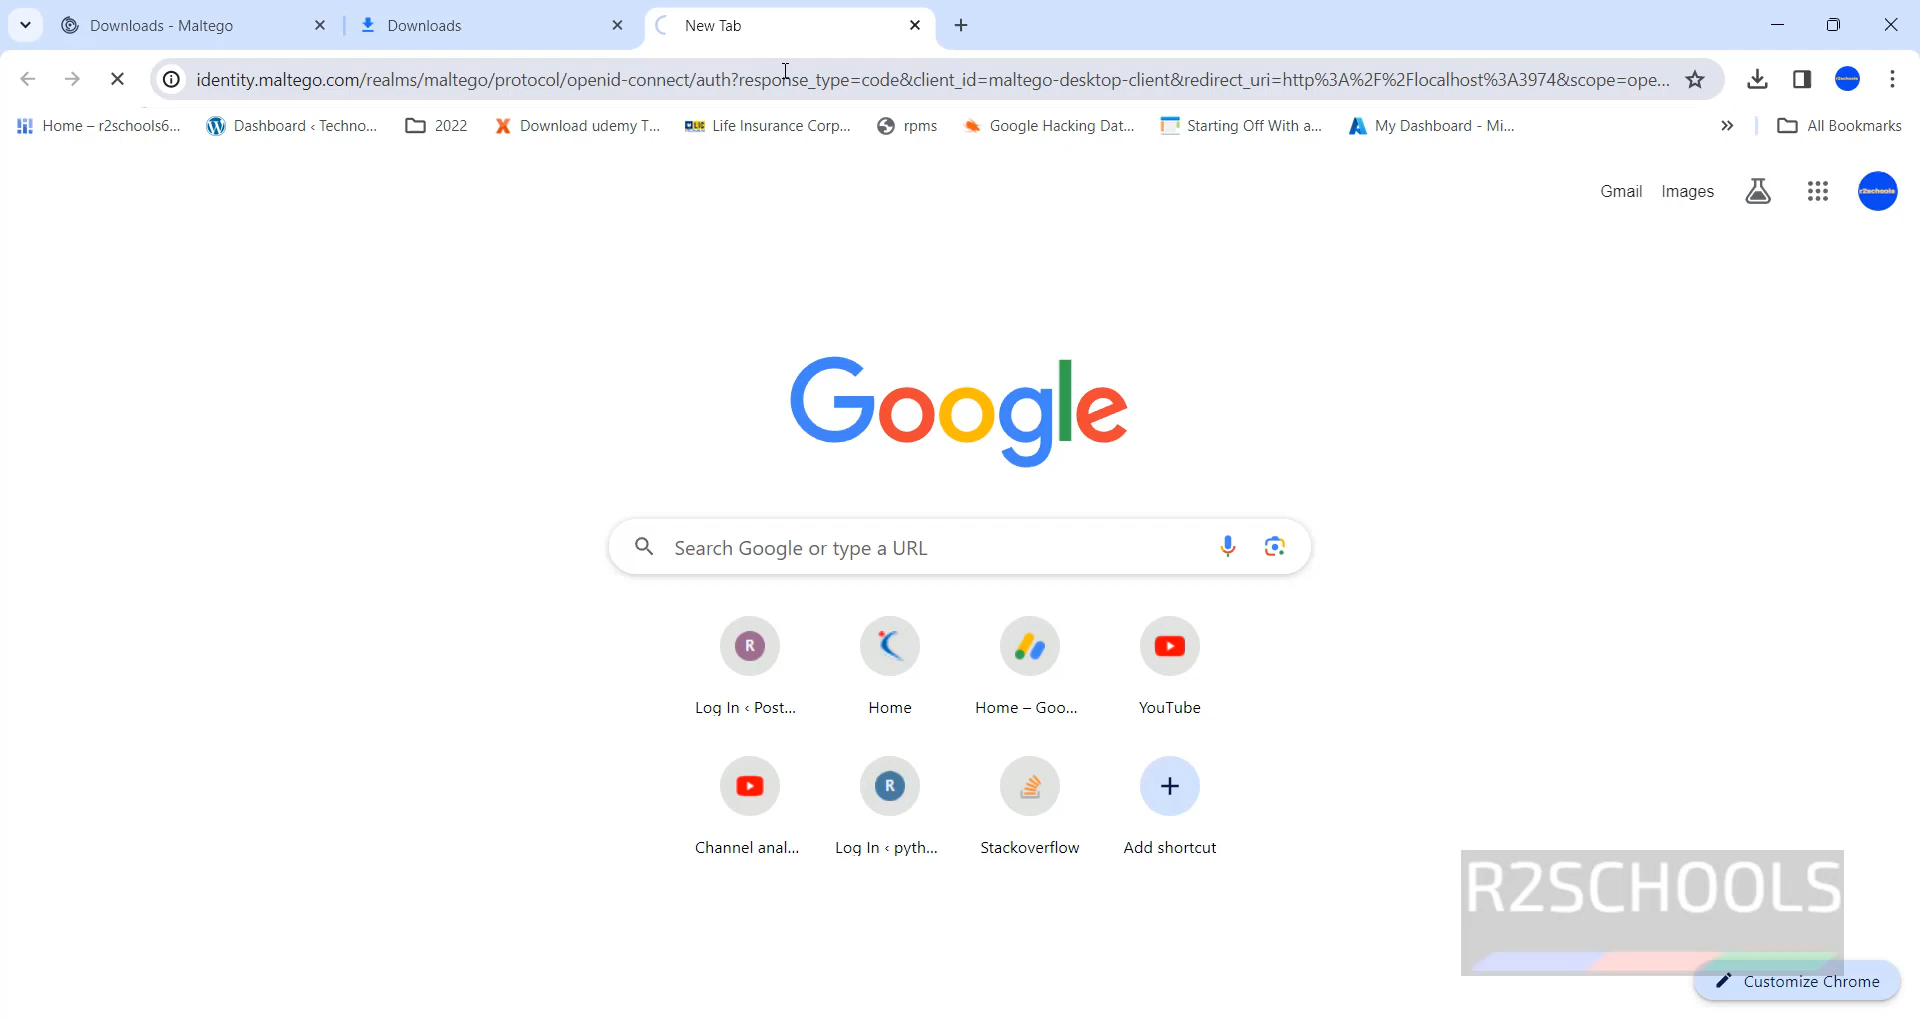 Downloads - Maltego
Downloads
New Tab
identity.maltego.com/realms/maltego/protocol/openid-connect/auth?response_type=code&client_id=maltego-desktop-client&redirect_uri=http%3A%2F%2Flocalhost%3A3974&scope=ope...
Home – r2schools6...
Dashboard ‹ Techno...
2022
Download udemy T...
LIC
Life Insurance Corp...
rpms
Google Hacking Dat...
Starting Off With a...
My Dashboard - Mi...
All Bookmarks
Gmail
Images
r2schools
Google
Search Google or type a URL
R
Log In ‹ Post...
Home
Home – Goo...
YouTube
Channel anal...
R
Log In ‹ pyth...
Stackoverflow
Add shortcut
R2SCHOOLS
Customize Chrome